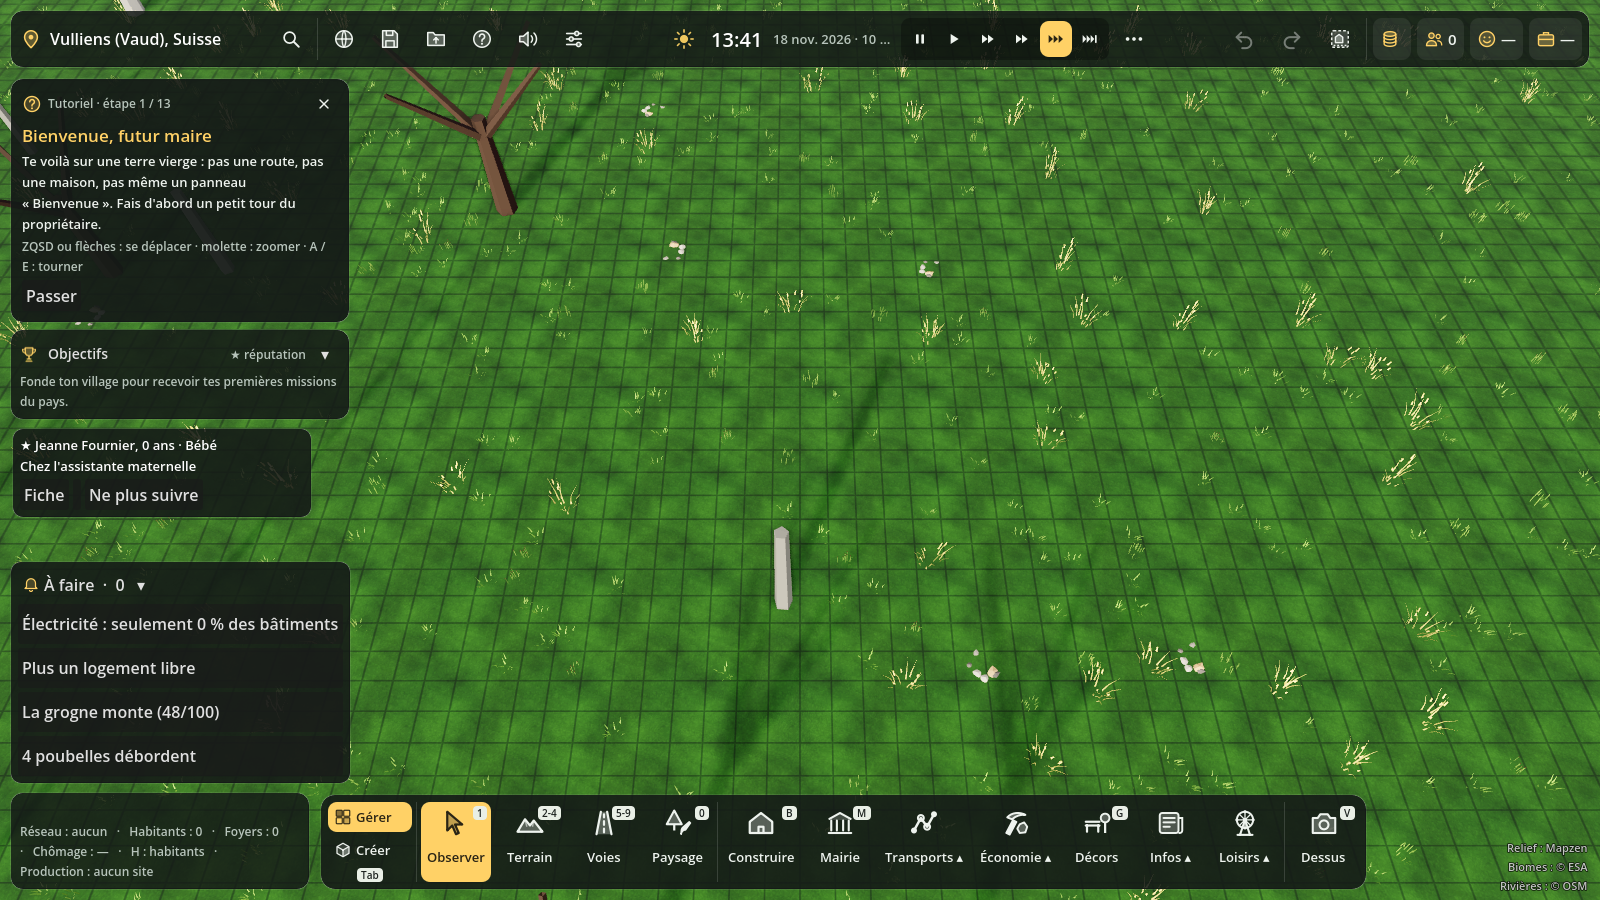 Vulliens (Vaud), Suisse
13:41
18 nov. 2026 · 10 ...
0
—
—
Tutoriel · étape 1 / 13
Bienvenue, futur maire
Te voilà sur une terre vierge : pas une route, pas
une maison, pas même un panneau
« Bienvenue ». Fais d'abord un petit tour du
propriétaire.
ZQSD ou flèches : se déplacer · molette : zoomer · A /
E : tourner
Passer
Objectifs
★ réputation ▼
Fonde ton village pour recevoir tes premières missions
du pays.
★ Jeanne Fournier, 0 ans · Bébé
Chez l'assistante maternelle
Fiche
Ne plus suivre
À faire · 0 ▼
Électricité : seulement 0 % des bâtiments
Plus un logement libre
La grogne monte (48/100)
4 poubelles débordent
Réseau : aucun · Habitants : 0 · Foyers : 0
· Chômage : — · H : habitants ·
Production : aucun site
Gérer
Créer
Tab
1
Observer
2-4
Terrain
5-9
Voies
0
Paysage
B
Construire
M
Mairie
Transports ▴
Économie ▴
G
Décors
Infos ▴
Loisirs ▴
V
Dessus
Relief : Mapzen
Biomes : © ESA
Rivières : © OSM